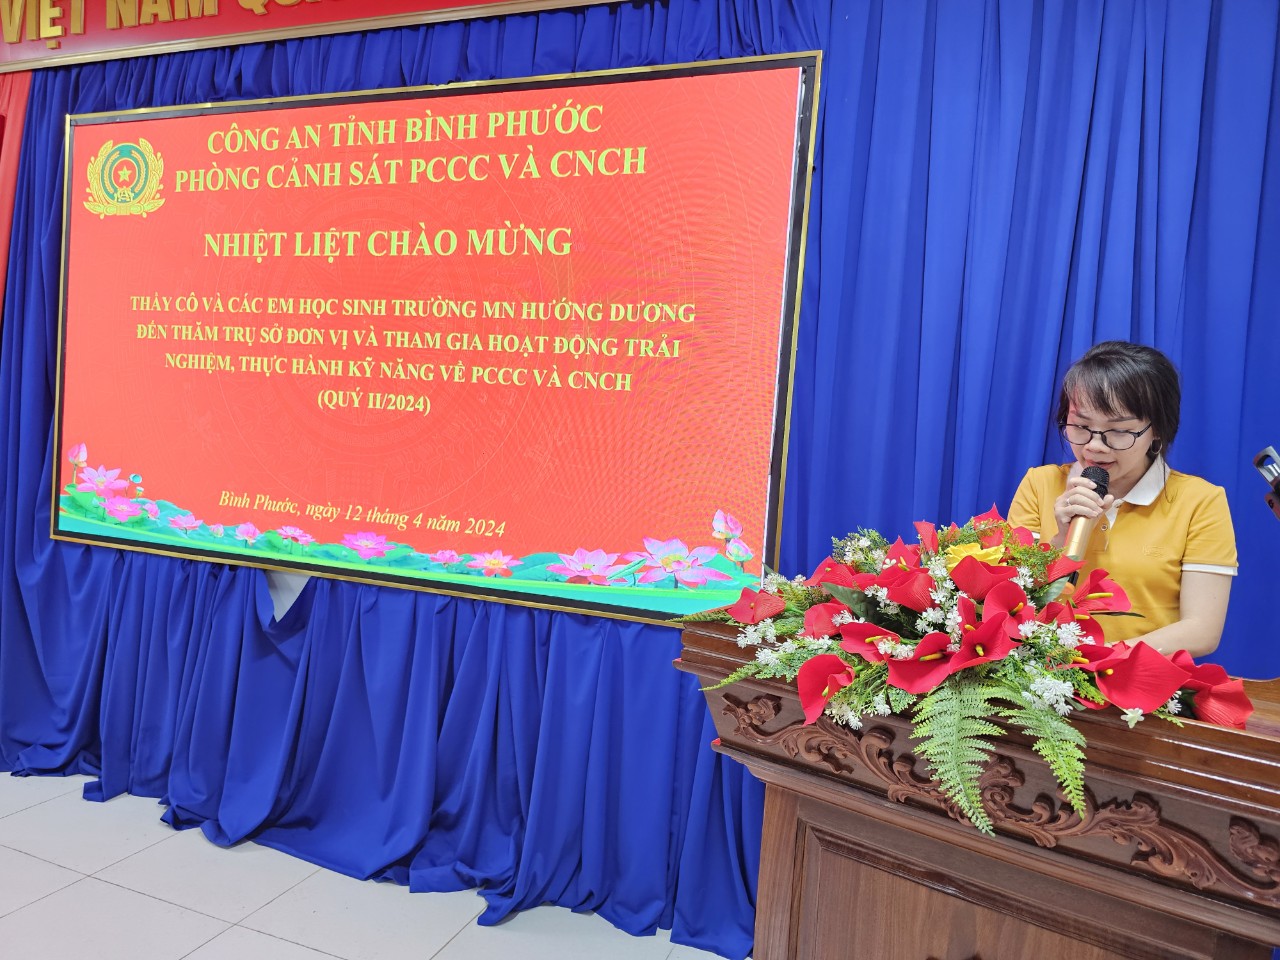 VIỆT NAM
CÔNG AN TỈNH BÌNH PHƯỚC
PHÒNG CẢNH SÁT PCCC VÀ CNCH
NHIỆT LIỆT CHÀO MỪNG
THẦY CÔ VÀ CÁC EM HỌC SINH TRƯỜNG MN HƯỚNG DƯƠNG
ĐẾN THĂM TRỤ SỞ ĐƠN VỊ VÀ THAM GIA HOẠT ĐỘNG TRẢI
NGHIỆM, THỰC HÀNH KỸ NĂNG VỀ PCCC VÀ CNCH
(QUÝ II/2024)
Bình Phước, ngày 12 tháng 4 năm 2024